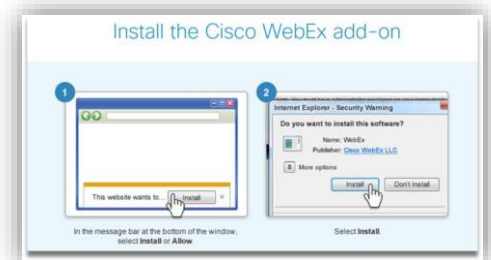 Install the Cisco WebEx add-on
1
This website wants to...
Install
×
In the message bar at the bottom of the window,
select Install or Allow.
2
Internet Explorer - Security Warning
Do you want to install this software?
Name: WebEx
Publisher: Cisco WebEx LLC
More options
Install
Don't Install
Select Install.